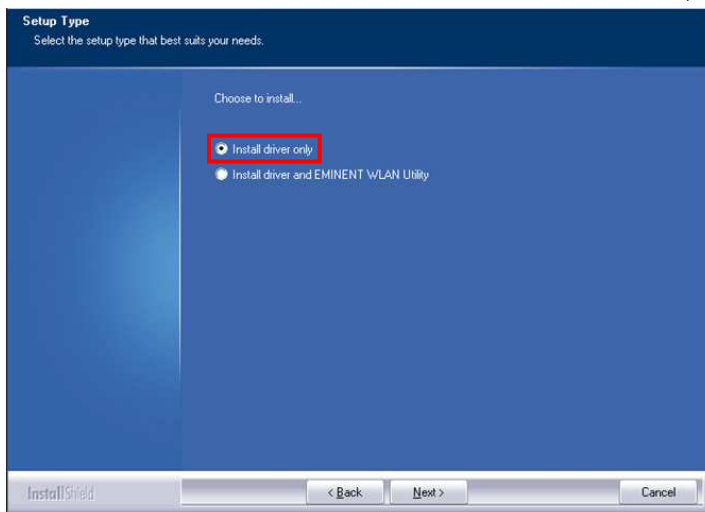 Setup Type
Select the setup type that best suits your needs.
Choose to install...
Install driver only
Install driver and EMINENT WLAN Utility
InstallShield
< Back
Next >
Cancel